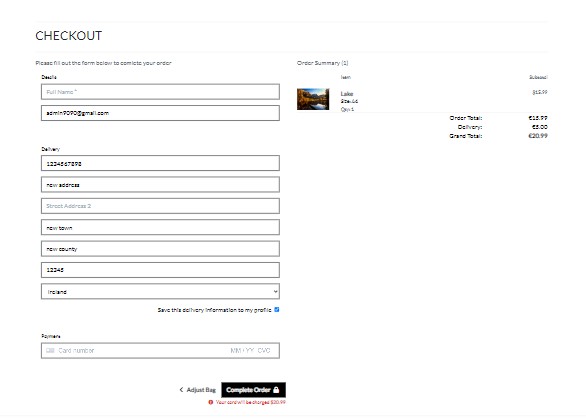 CHECKOUT
Please fill out the form below to comlete your order
Details
Full Name *
admin9090@gmail.com
Delivery
1234567898
new address
Street Address 2
new town
new county
12345
Ireland
Save this delivery information to my profile
Payment
Card number MM / YY CVC
Adjust Bag
Complete Order
Your card will be charged $20.99
Order Summary (1)
Item Subtotal
Lake $15.99
Size: A4
Qty: 1
Order Total: €15.99
Delivery: €5.00
Grand Total: €20.99